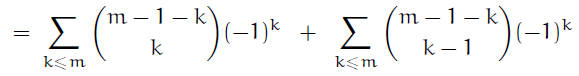 = ∑_{k≤m} \binom{m−1−k}{k} (−1)^k + ∑_{k≤m} \binom{m−1−k}{k−1} (−1)^k